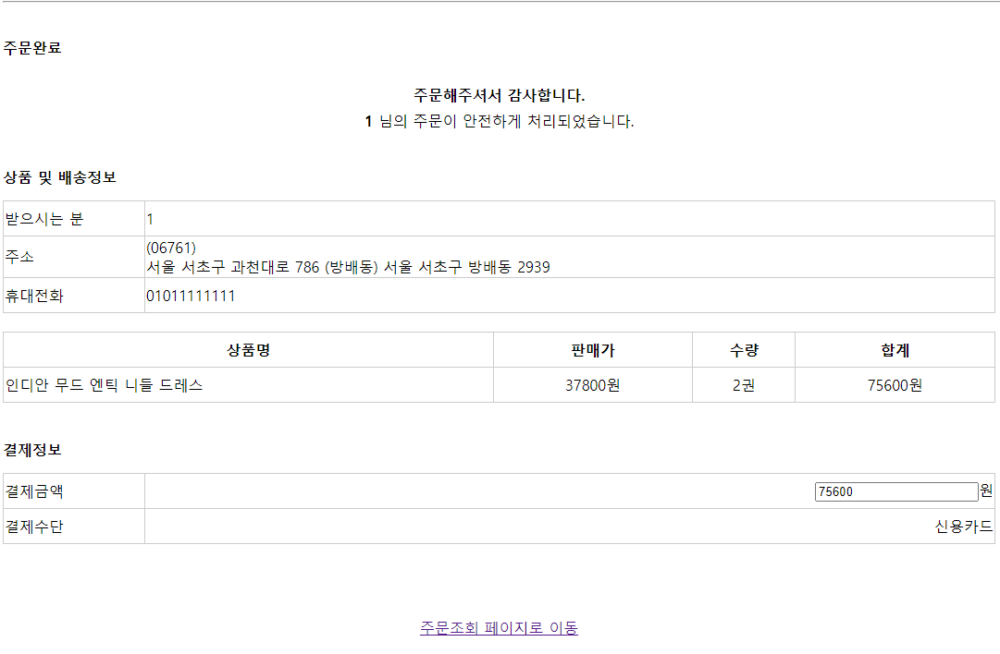 주문완료
주문해주셔서 감사합니다.
1 님의 주문이 안전하게 처리되었습니다.
상품 및 배송정보
받으시는 분 1
주소 (06761)
서울 서초구 과천대로 786 (방배동) 서울 서초구 방배동 2939
휴대전화 01011111111
상품명 판매가 수량 합계
인디안 무드 엔틱 니들 드레스 37800원 2권 75600원
결제정보
결제금액 75600원
결제수단 신용카드
주문조회 페이지로 이동